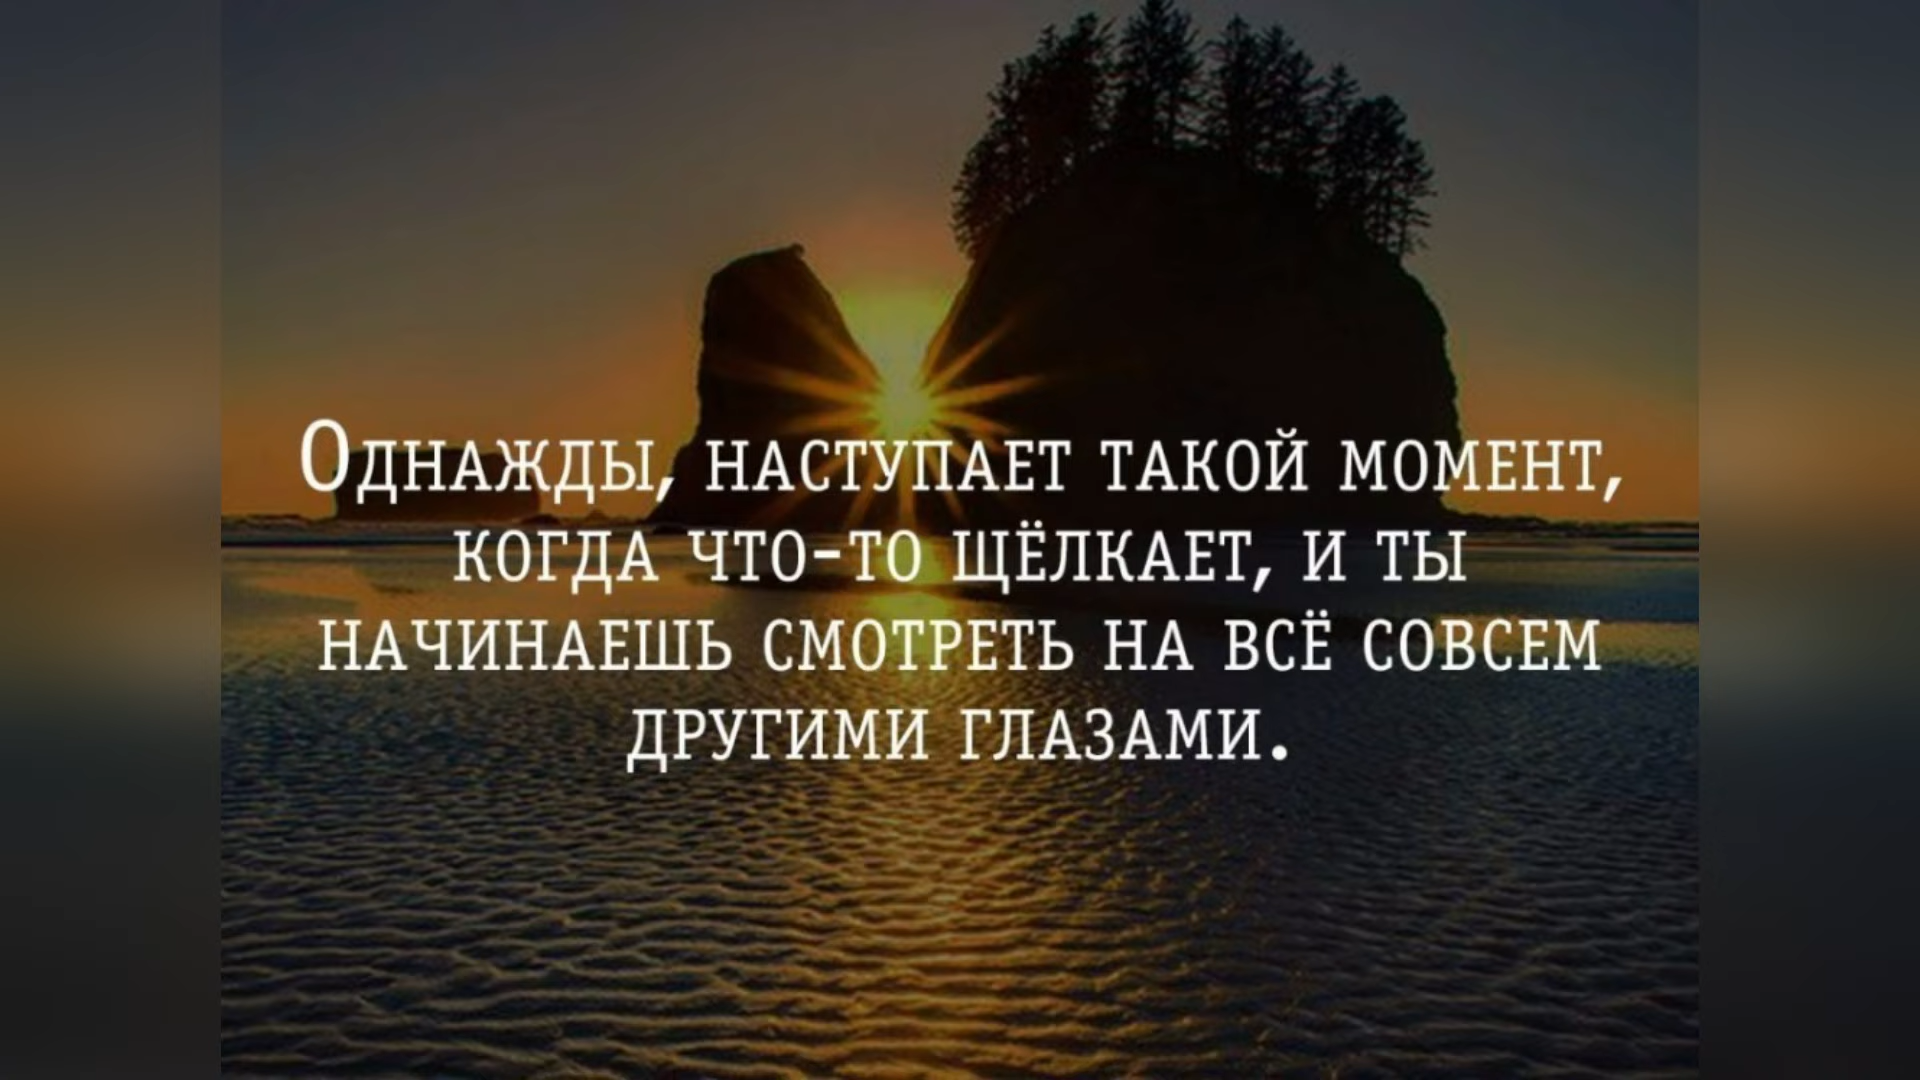 Однажды, наступает такой момент,
когда что-то щёлкает, и ты
начинаешь смотреть на всё совсем
другими глазами.